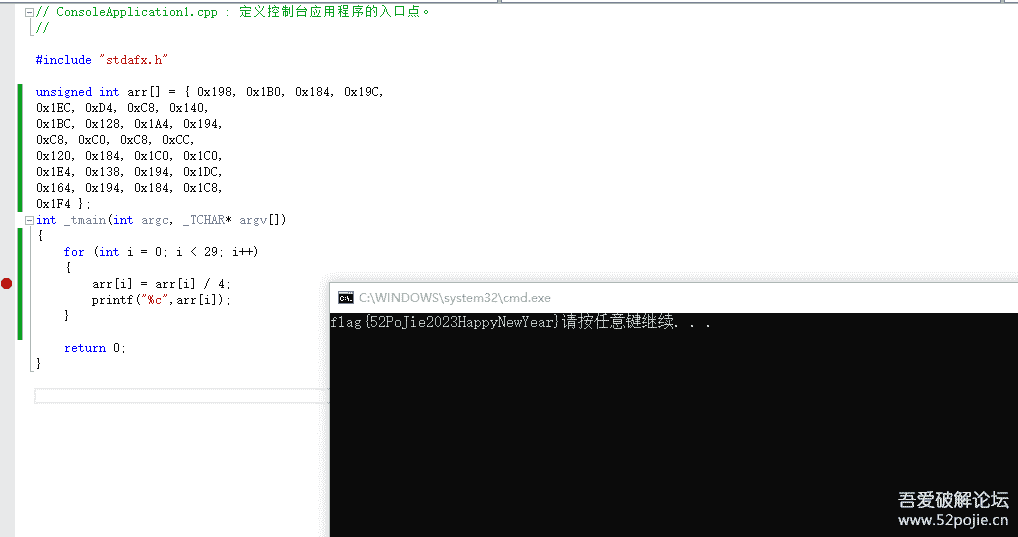 // ConsoleApplication1.cpp : 定义控制台应用程序的入口点。
//
#include "stdafx.h"
unsigned int arr[] = { 0x198, 0x1B0, 0x184, 0x19C,
0x1EC, 0xD4, 0xC8, 0x140,
0x1BC, 0x128, 0x1A4, 0x194,
0xC8, 0xC0, 0xC8, 0xCC,
0x120, 0x184, 0x1C0, 0x1C0,
0x1E4, 0x138, 0x194, 0x1DC,
0x164, 0x194, 0x184, 0x1C8,
0x1F4 };
int _tmain(int argc, _TCHAR* argv[])
{
for (int i = 0; i < 29; i++)
{
arr[i] = arr[i] / 4;
printf("%c",arr[i]);
}
return 0;
}
C:\WINDOWS\system32\cmd.exe
flag{52PoJie2023HappyNewYear}请按任意键继续. . .
吾爱破解论坛
www.52pojie.cn